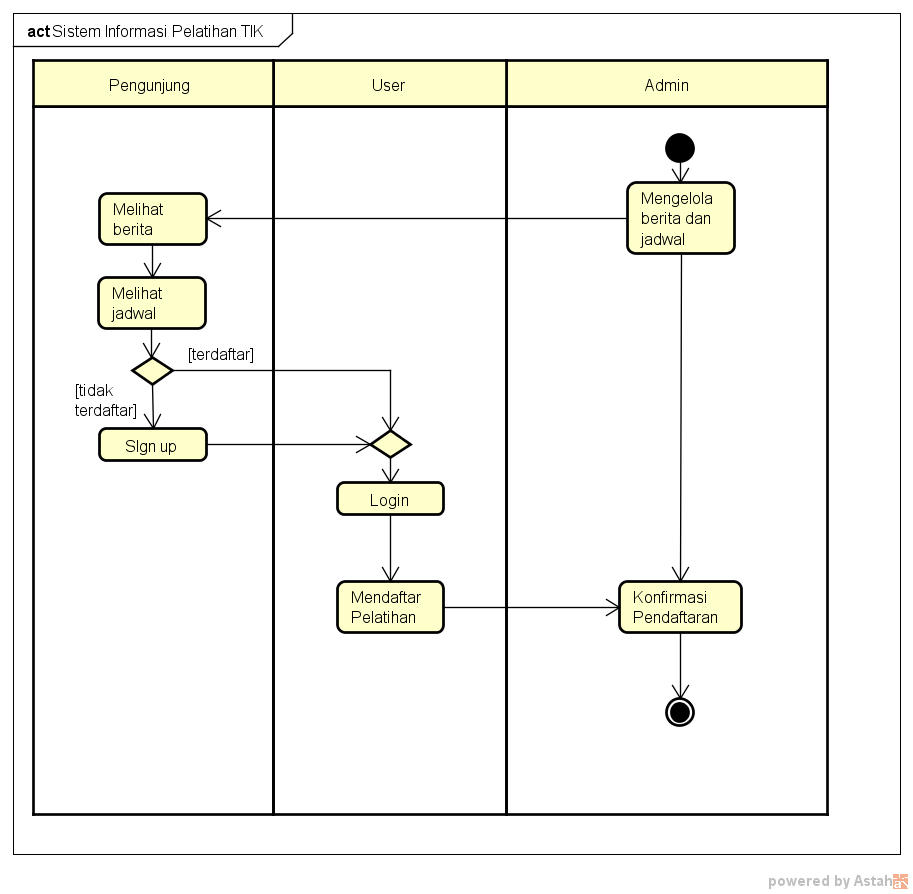 act Sistem Informasi Pelatihan TIK
Pengunjung
User
Admin
Mengelola
berita dan
jadwal
Melihat
berita
Melihat
jadwal
[terdaftar]
[tidak
terdaftar]
SIgn up
Login
Mendaftar
Pelatihan
Konfirmasi
Pendaftaran
powered by Astah